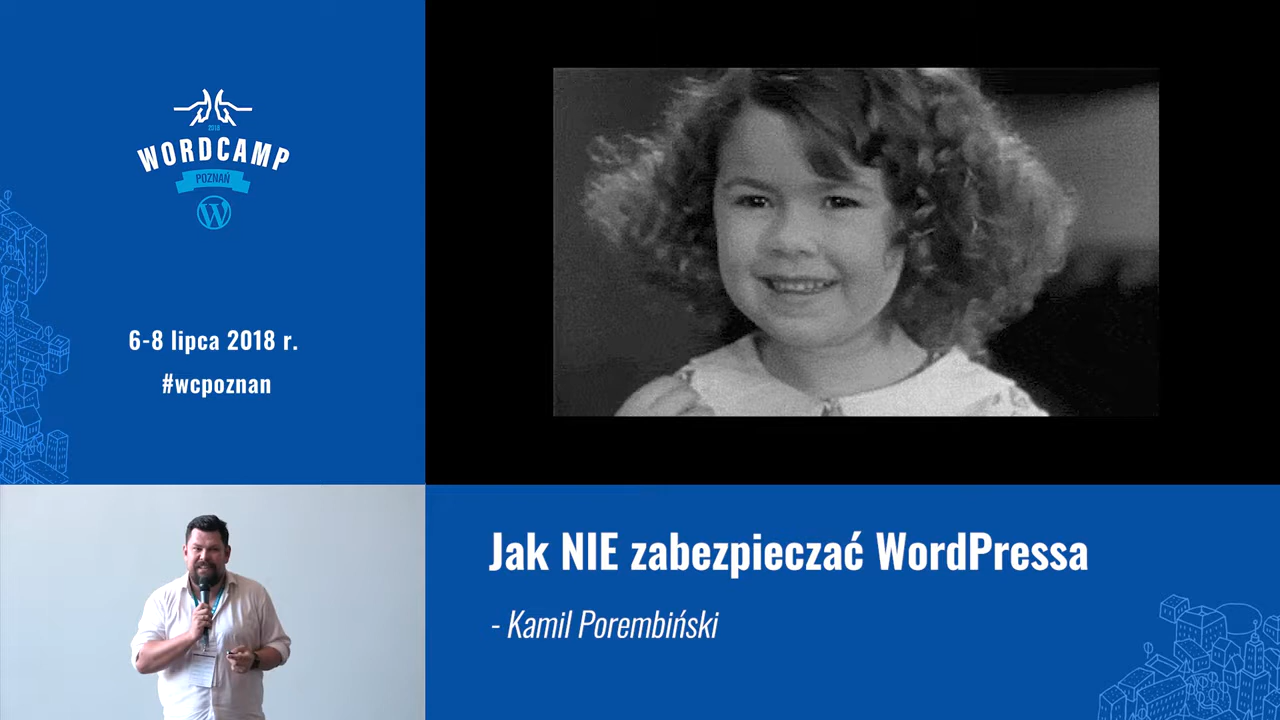 2018
WORDCAMP
POZNAŃ
6-8 lipca 2018 r.
#wcpoznan
Jak NIE zabezpieczać WordPressa
- Kamil Porembiński